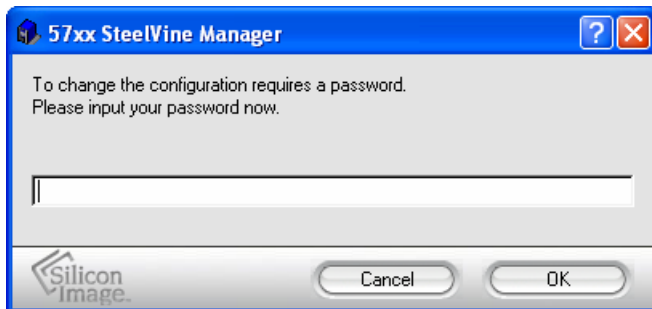 57xx SteelVine Manager
To change the configuration requires a password.
Please input your password now.
Silicon
Image.
Cancel
OK